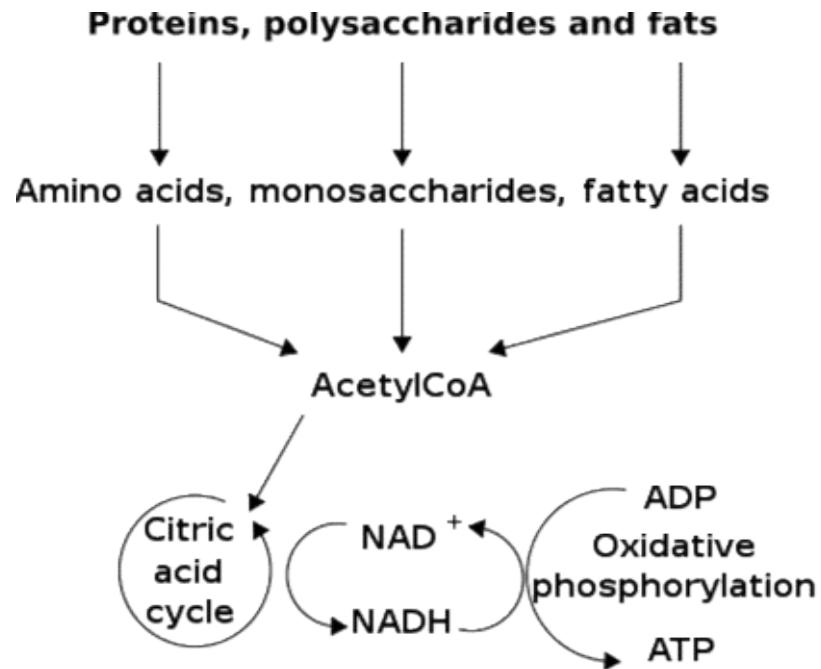 Proteins, polysaccharides and fats
Amino acids, monosaccharides, fatty acids
AcetylCoA
Citric
acid
cycle
NAD +
NADH
ADP
Oxidative
phosphorylation
ATP